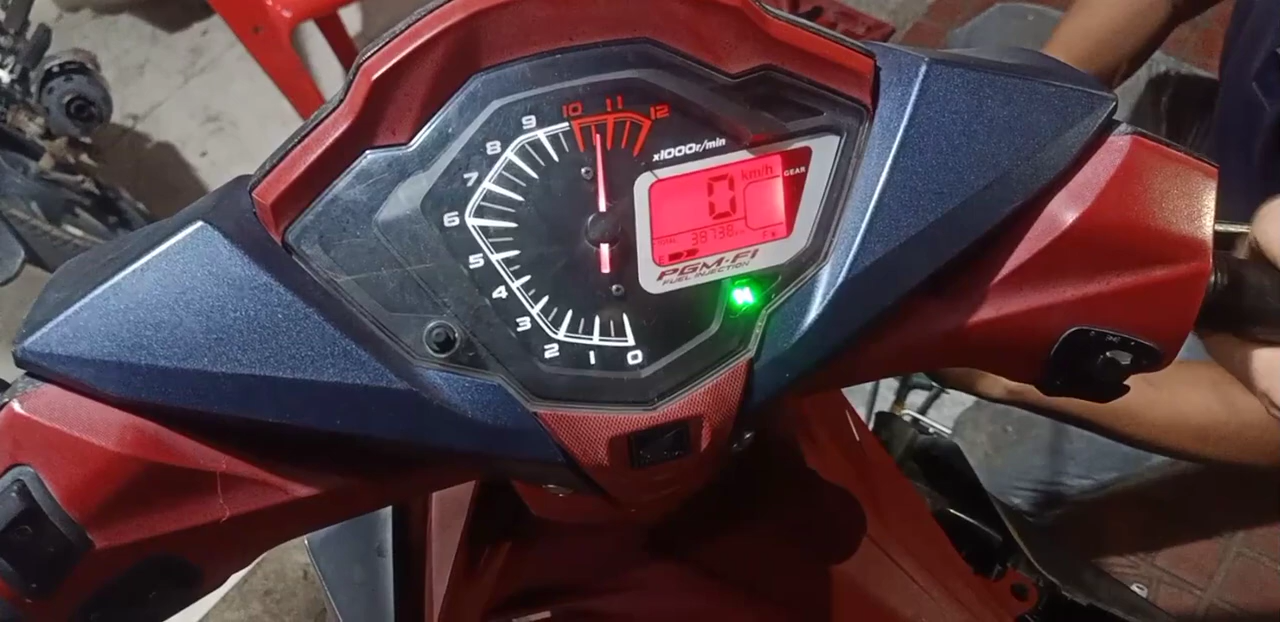 10 11 12
9
8
7
6
5
4
3
2 1 0
x1000r/min
km/h
GEAR
0
TOTAL 38738
E F
PGM-FI
FUEL INJECTION
N